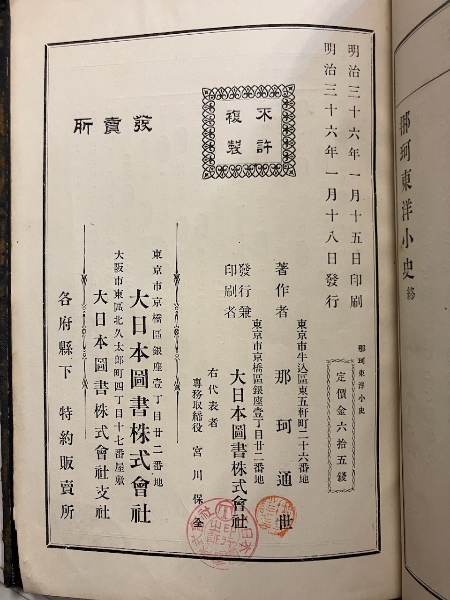 那珂東洋小史 終
那珂東洋小史
定價金六拾五錢
明治三十六年一月十五日印刷
明治三十六年一月十八日發行
不許
複製
東京市牛込區東五軒町二十六番地
著作者 那珂通世
東京市京橋區銀座壹丁目廿二番地
發行兼
印刷者
大日本圖書株式會社
右代表者
專務取締役 宮川保全
發賣所
東京市京橋區銀座壹丁目廿二番地
大日本圖書株式會社
大阪市東區北久太郎町四丁目十七番屋敷
大日本圖書株式會社支社
各府縣下 特約販賣所